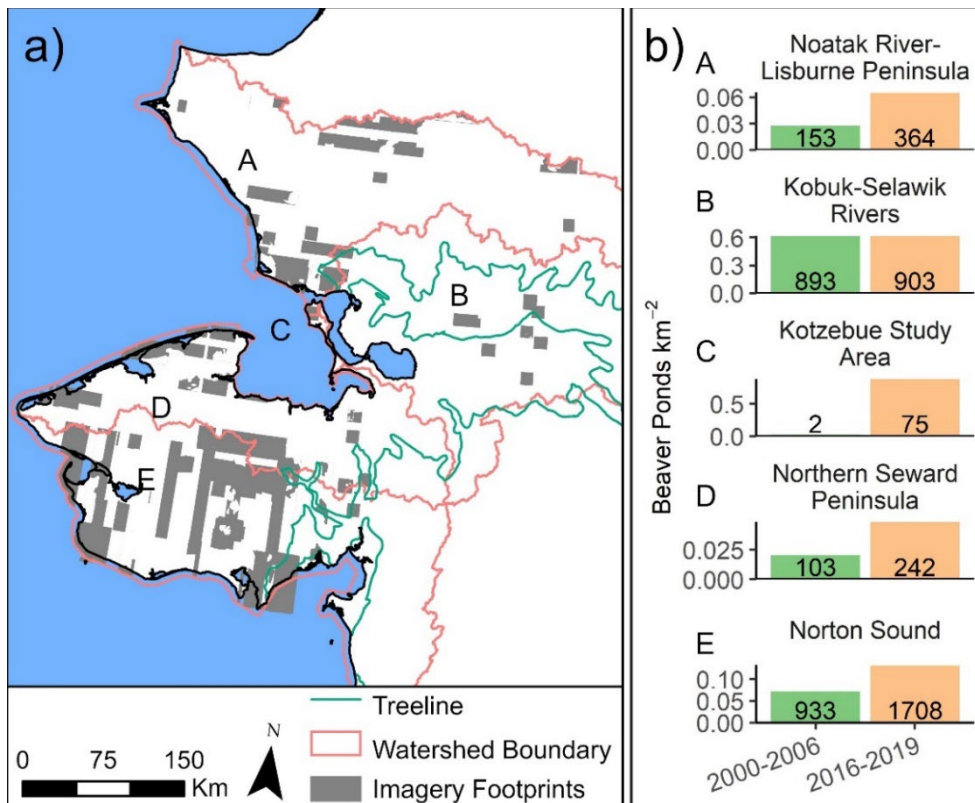 a)
A
B
C
D
E
0 75 150
Km
N
Treeline
Watershed Boundary
Imagery Footprints
b)
Beaver Ponds km⁻²
A
Noatak River-
Lisburne Peninsula
0.06
0.03
0.00
153 364
B
Kobuk-Selawik
Rivers
0.6
0.3
0.0
893 903
C
Kotzebue Study
Area
0.5
0.0
2 75
D
Northern Seward
Peninsula
0.025
0.000
103 242
E
Norton Sound
0.10
0.05
0.00
933 1708
2000-2006
2016-2019